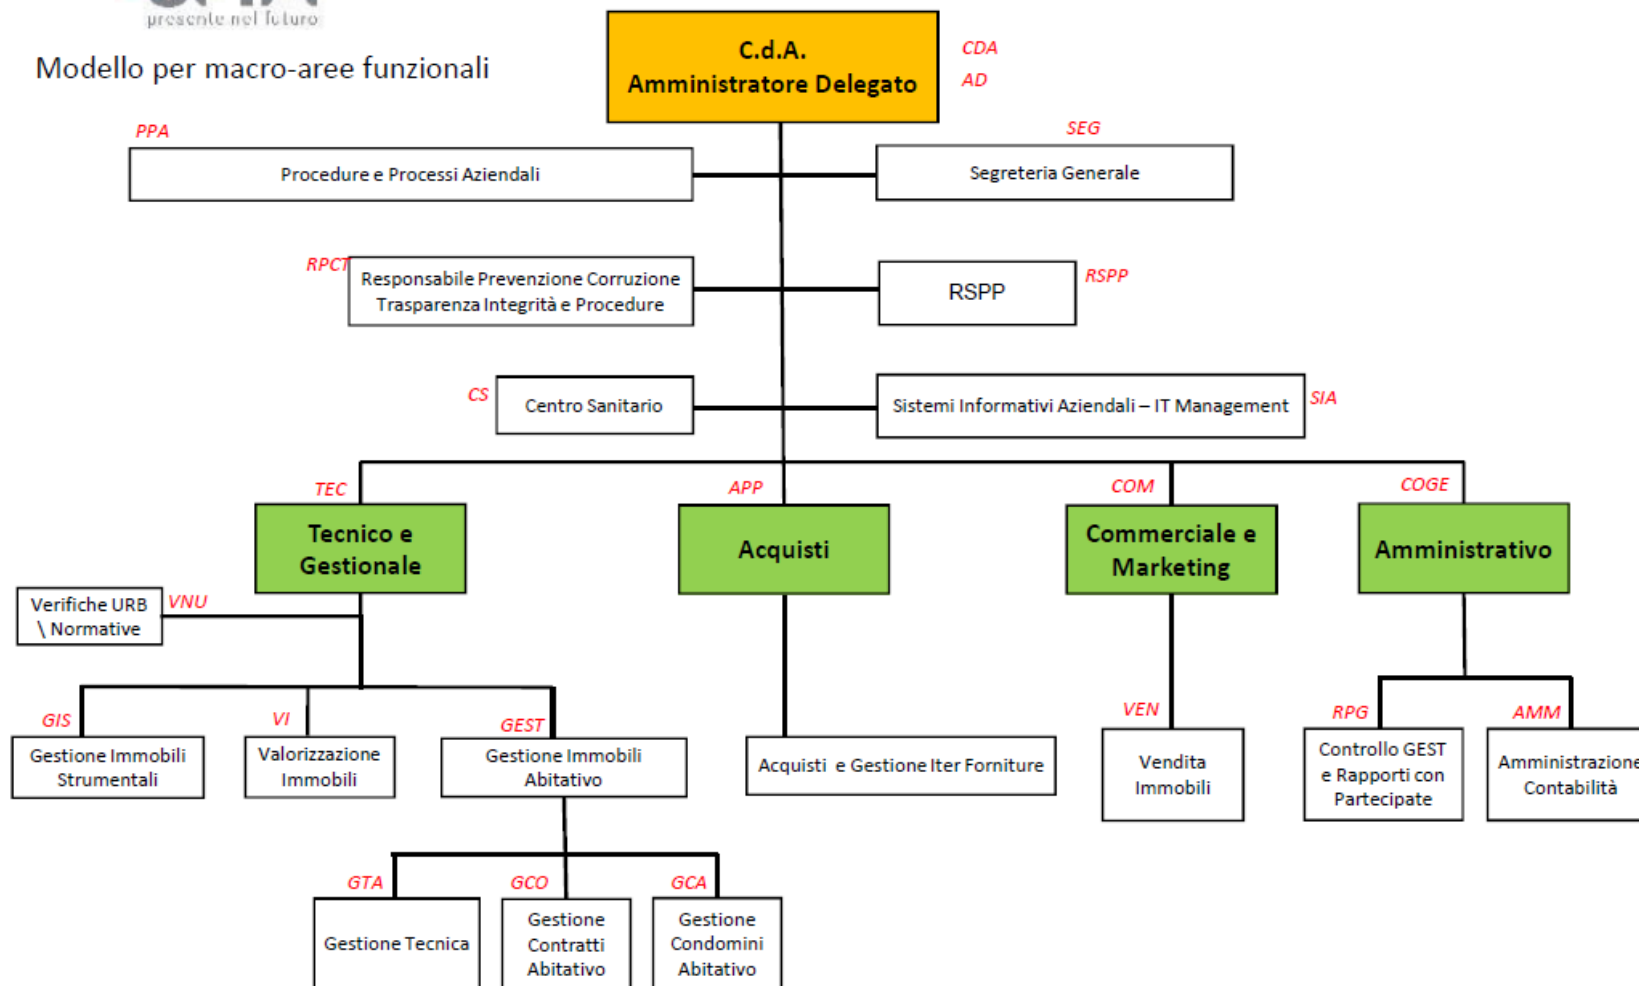 presente nel futuro
Modello per macro-aree funzionali
C.d.A.
Amministratore Delegato
CDA
AD
PPA
Procedure e Processi Aziendali
SEG
Segreteria Generale
RPCT
Responsabile Prevenzione Corruzione
Trasparenza Integrità e Procedure
RSPP
RSPP
CS
Centro Sanitario
Sistemi Informativi Aziendali – IT Management
SIA
TEC
Tecnico e
Gestionale
APP
Acquisti
COM
Commerciale e
Marketing
COGE
Amministrativo
Verifiche URB
\ Normative
VNU
GIS
Gestione Immobili
Strumentali
VI
Valorizzazione
Immobili
GEST
Gestione Immobili
Abitativo
Acquisti e Gestione Iter Forniture
VEN
Vendita
Immobili
RPG
Controllo GEST
e Rapporti con
Partecipate
AMM
Amministrazione
Contabilità
GTA
Gestione Tecnica
GCO
Gestione
Contratti
Abitativo
GCA
Gestione
Condomini
Abitativo